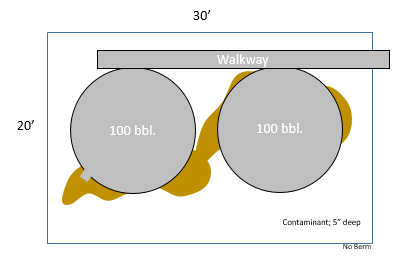 30’
Walkway
20’
100 bbl.
100 bbl.
Contaminant; 5” deep
No Berm